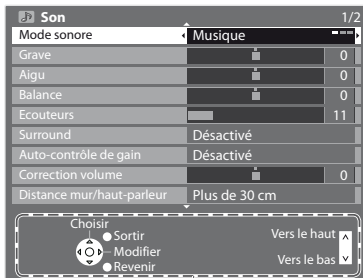 Son 1/2
Mode sonore Musique
Grave 0
Aigu 0
Balance 0
Ecouteurs 11
Surround Désactivé
Auto-contrôle de gain Désactivé
Correction volume 0
Distance mur/haut-parleur Plus de 30 cm
Choisir
Sortir
Modifier
Revenir
Vers le haut
Vers le bas